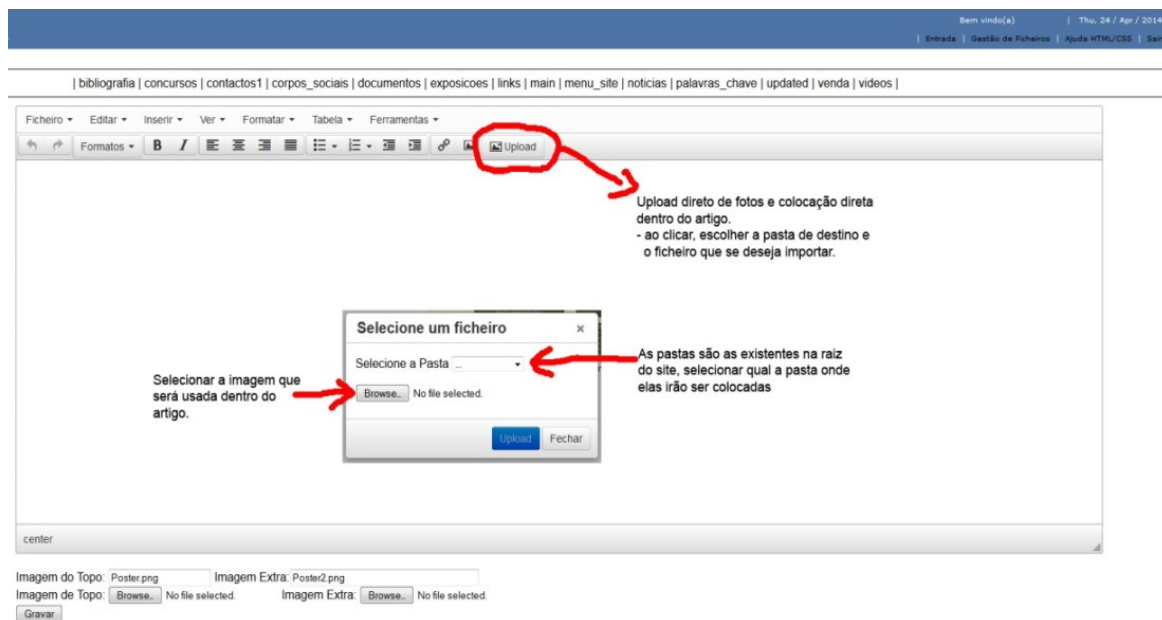 Bem vindo(a) | Thu, 24 / Apr / 2014
| Entrada | Gestão de Ficheiros | Ajuda HTML/CSS | Sair
| bibliografia | concursos | contactos1 | corpos_sociais | documentos | exposicoes | links | main | menu_site | noticias | palavras_chave | updated | venda | videos |
Ficheiro Editar Inserir Ver Formatar Tabela Ferramentas
Formatos B I Upload
Upload direto de fotos e colocação direta
dentro do artigo.
- ao clicar, escolher a pasta de destino e
o ficheiro que se deseja importar.
Selecione um ficheiro ×
Selecione a Pasta ...
Browse... No file selected.
Upload Fechar
Selecionar a imagem que
será usada dentro do
artigo.
As pastas são as existentes na raiz
do site, selecionar qual a pasta onde
elas irão ser colocadas
center
Imagem do Topo: Poster.png Imagem Extra: Poster2.png
Imagem de Topo: Browse... No file selected. Imagem Extra: Browse... No file selected.
Gravar